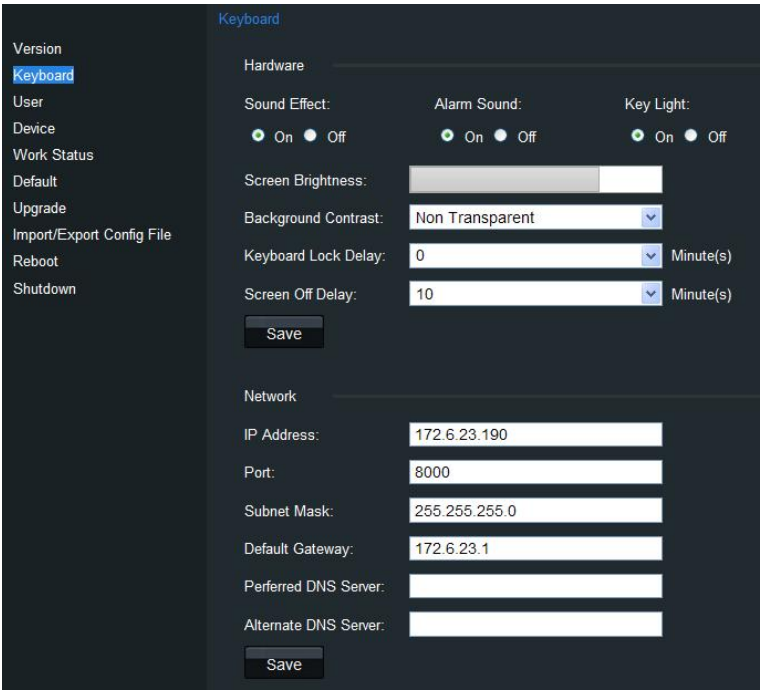 Keyboard
Version
Keyboard
User
Device
Work Status
Default
Upgrade
Import/Export Config File
Reboot
Shutdown
Hardware
Sound Effect: Alarm Sound: Key Light:
On Off On Off On Off
Screen Brightness:
Background Contrast: Non Transparent
Keyboard Lock Delay: 0 Minute(s)
Screen Off Delay: 10 Minute(s)
Save
Network
IP Address: 172.6.23.190
Port: 8000
Subnet Mask: 255.255.255.0
Default Gateway: 172.6.23.1
Perferred DNS Server:
Alternate DNS Server:
Save